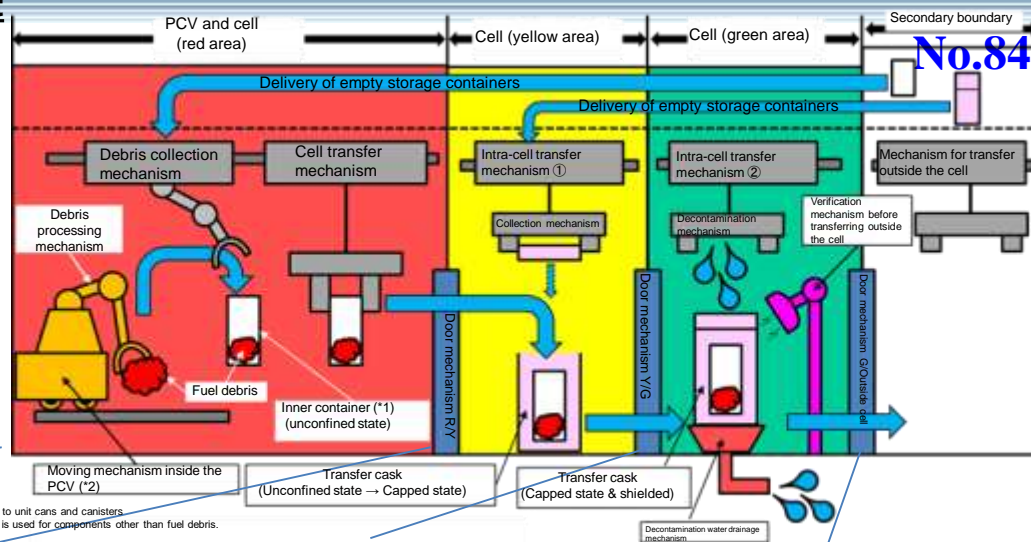 PCV and cell
(red area)
Cell (yellow area)
Cell (green area)
Secondary boundary
No.84
Delivery of empty storage containers
Delivery of empty storage containers
Debris collection
mechanism
Cell transfer
mechanism
Intra-cell transfer
mechanism ①
Intra-cell transfer
mechanism ②
Mechanism for transfer
outside the cell
Collection mechanism
Decontamination
mechanism
Verification
mechanism before
transferring outside
the cell
Debris
processing
mechanism
Door mechanism R/Y
Door mechanism Y/G
Door mechanism G/Outside cell
Fuel debris
Inner container (*1)
(unconfined state)
Moving mechanism inside the
PCV (*2)
Transfer cask
(Unconfined state → Capped state)
Transfer cask
(Capped state & shielded)
Decontamination water drainage
mechanism
to unit cans and canisters
is used for components other than fuel debris.